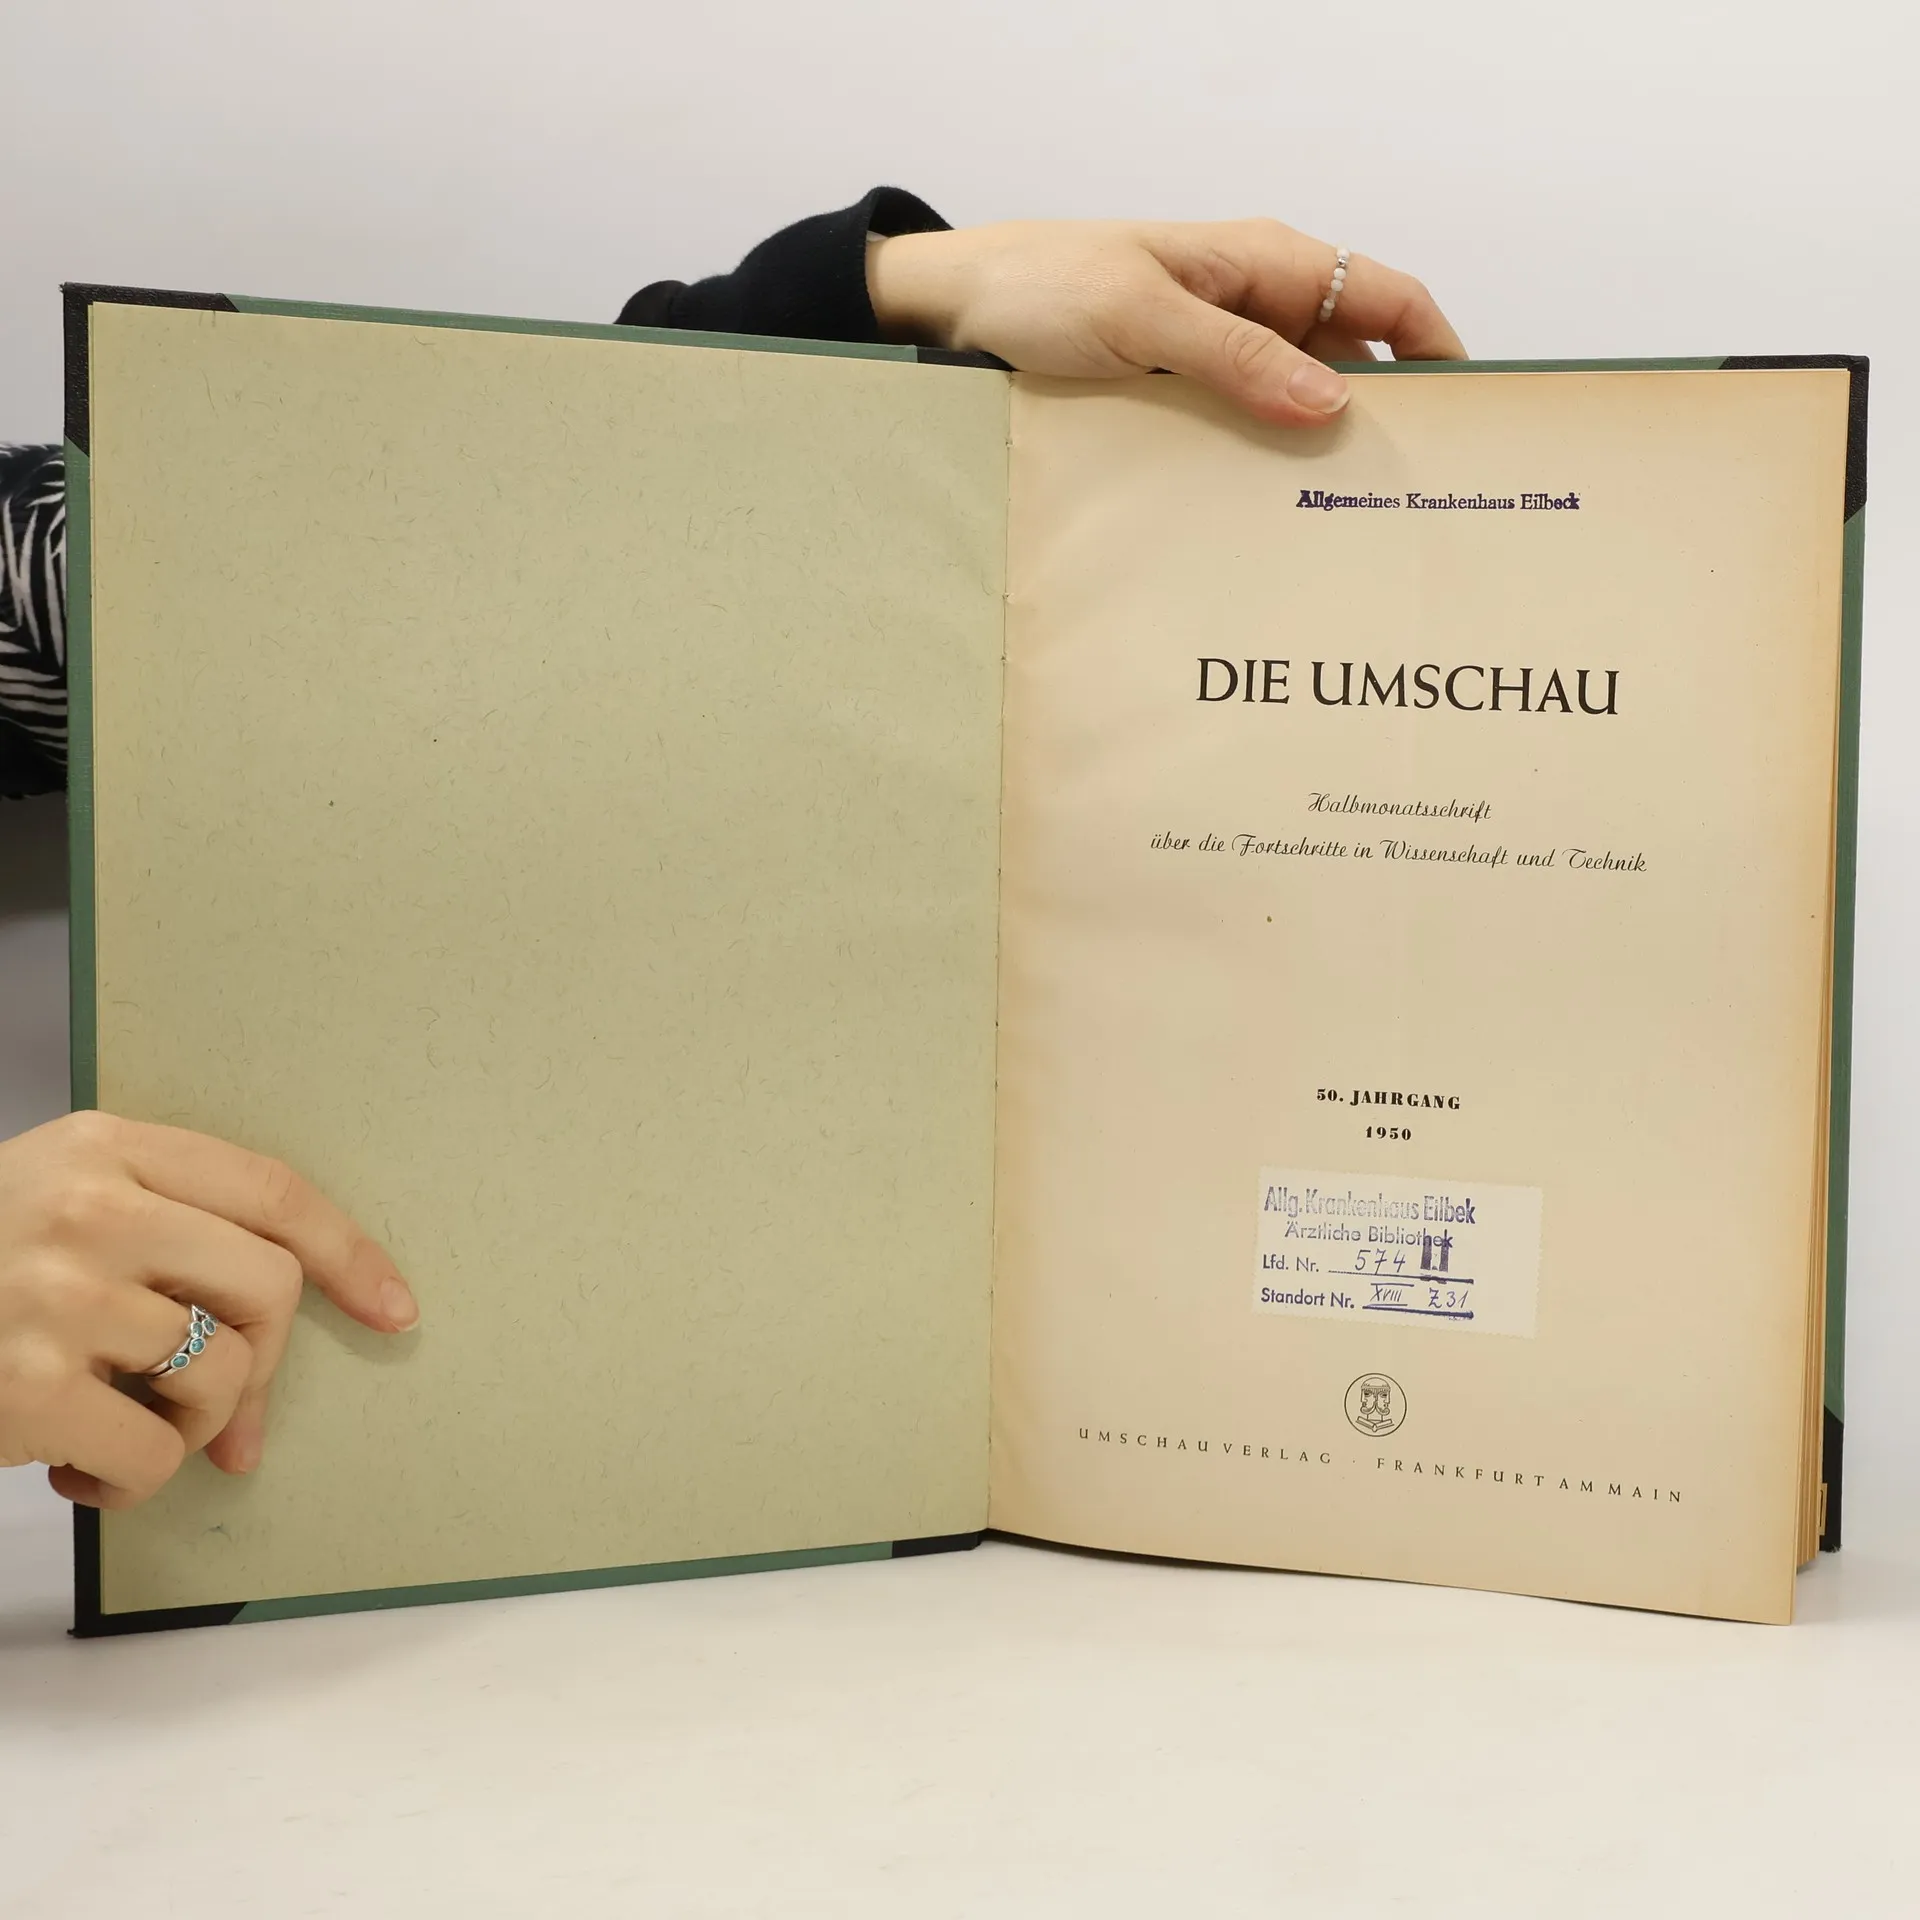 Allgemeines Krankenhaus Eilbeck
DIE UMSCHAU
Halbmonatsschrift
über die Fortschritte in Wissenschaft und Technik
50. JAHRGANG
1950
Allg. Krankenhaus Eilbek
Ärztliche Bibliothek
Lfd. Nr. 574 II
Standort Nr. XVIII Z 31
UMSCHAU VERLAG · FRANKFURT AM MAIN